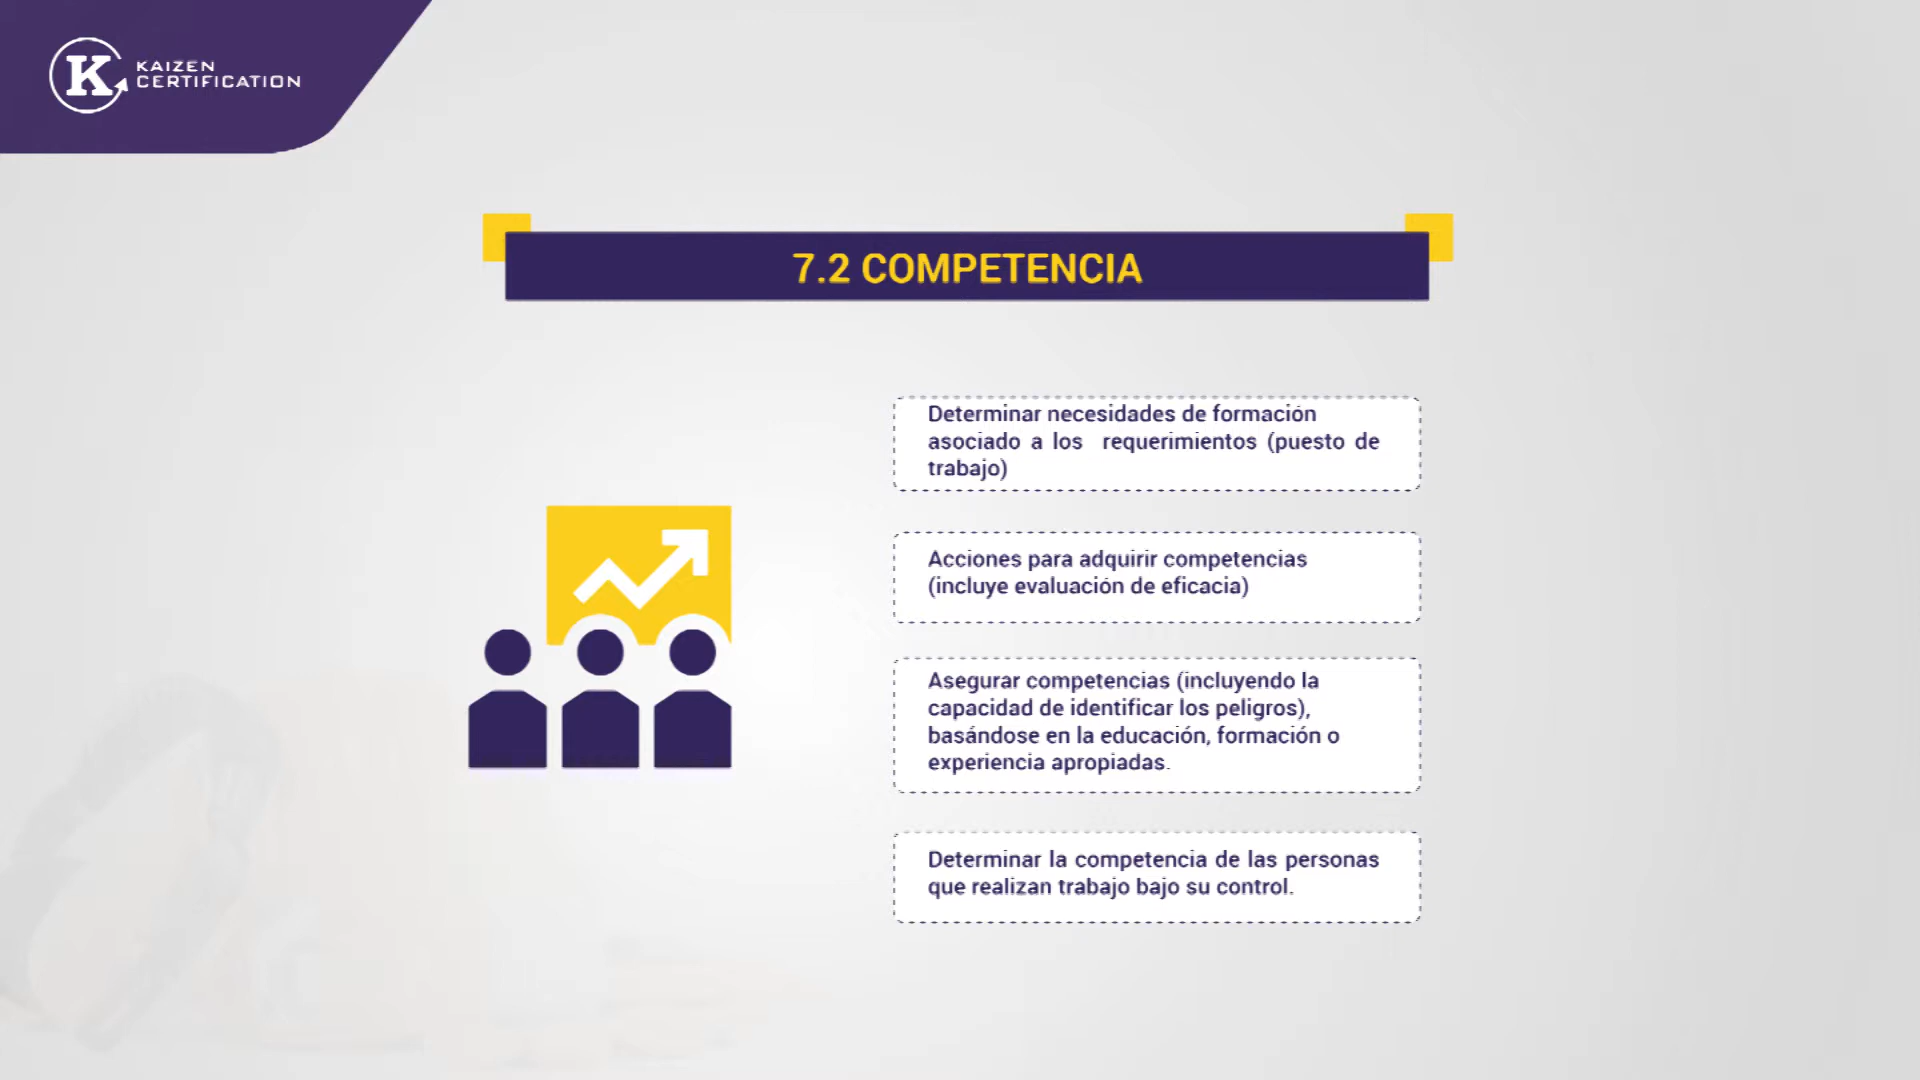 KAIZEN
CERTIFICATION
7.2 COMPETENCIA
Determinar necesidades de formación
asociado a los requerimientos (puesto de
trabajo)
Acciones para adquirir competencias
(incluye evaluación de eficacia)
Asegurar competencias (incluyendo la
capacidad de identificar los peligros),
basándose en la educación, formación o
experiencia apropiadas.
Determinar la competencia de las personas
que realizan trabajo bajo su control.